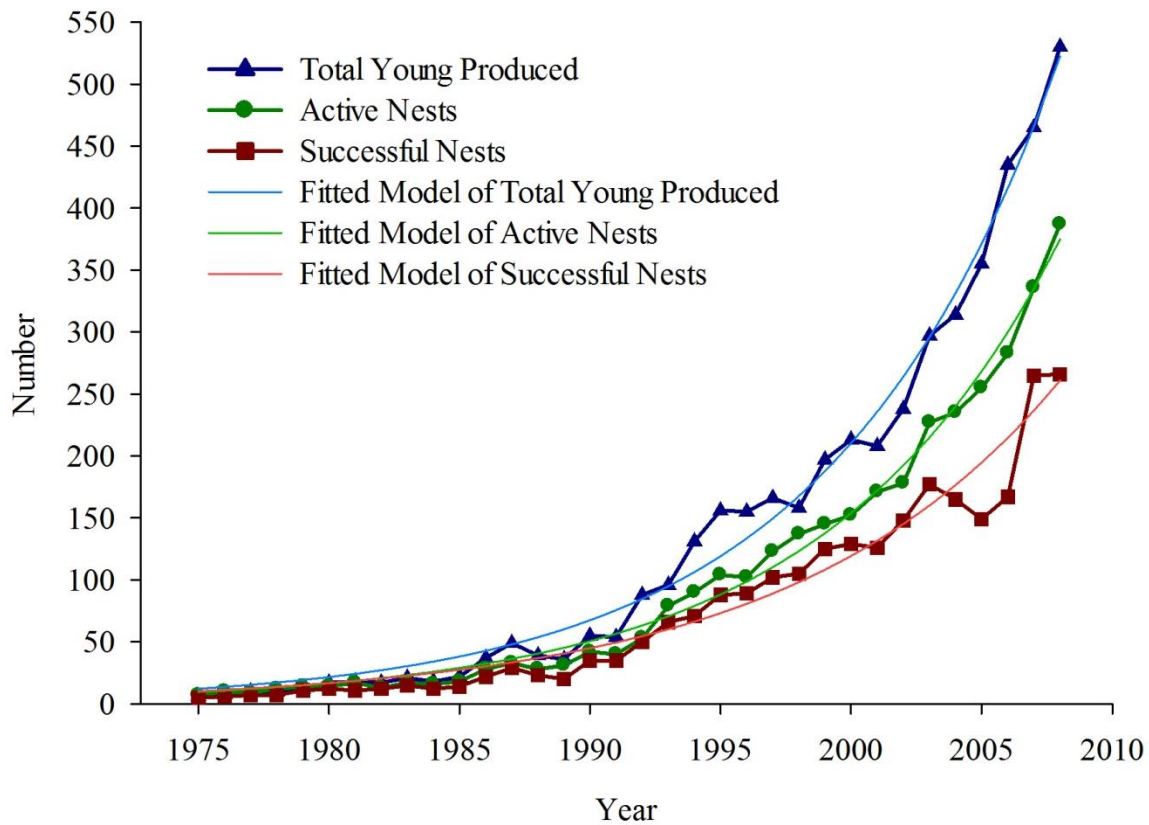 550
500
450
400
350
300
250
200
150
100
50
0
Number
Total Young Produced
Active Nests
Successful Nests
Fitted Model of Total Young Produced
Fitted Model of Active Nests
Fitted Model of Successful Nests
1975 1980 1985 1990 1995 2000 2005 2010
Year